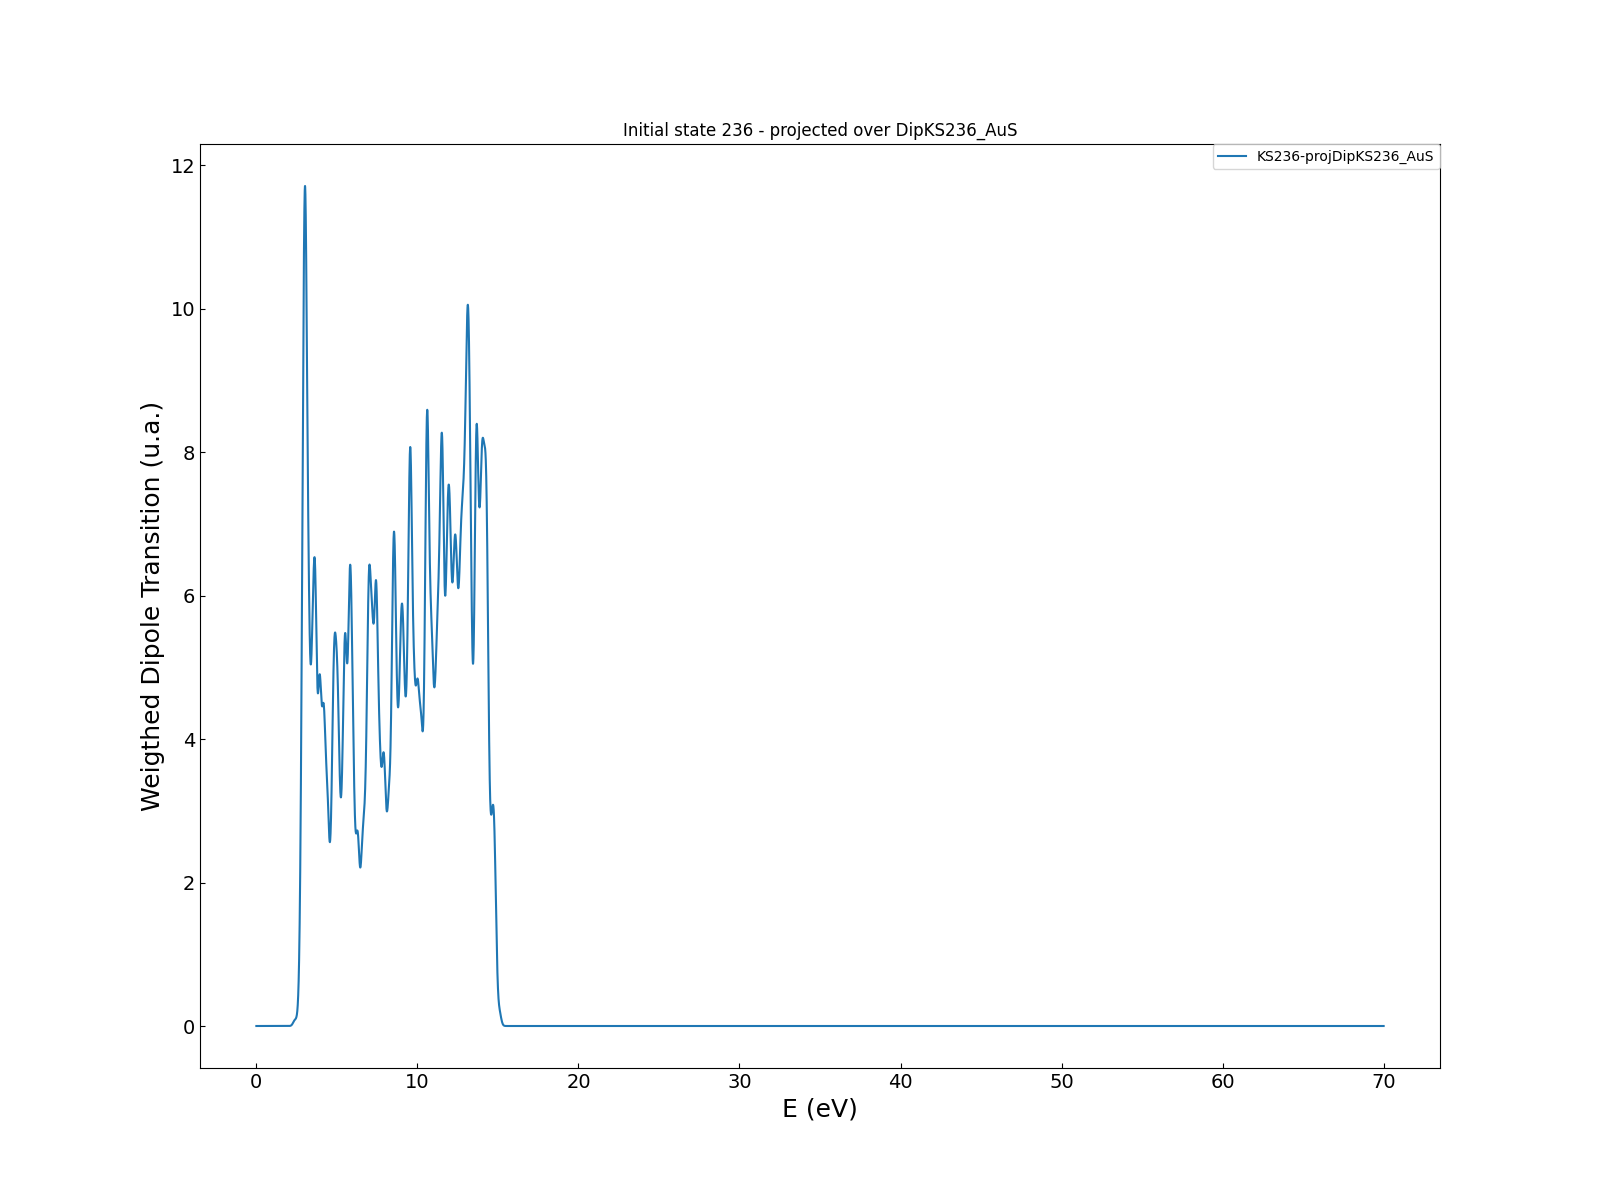 Initial state 236 - projected over DipKS236_AuS
KS236-projDipKS236_AuS
12
10
8
6
4
2
0
Weigthed Dipole Transition (u.a.)
0 10 20 30 40 50 60 70
E (eV)